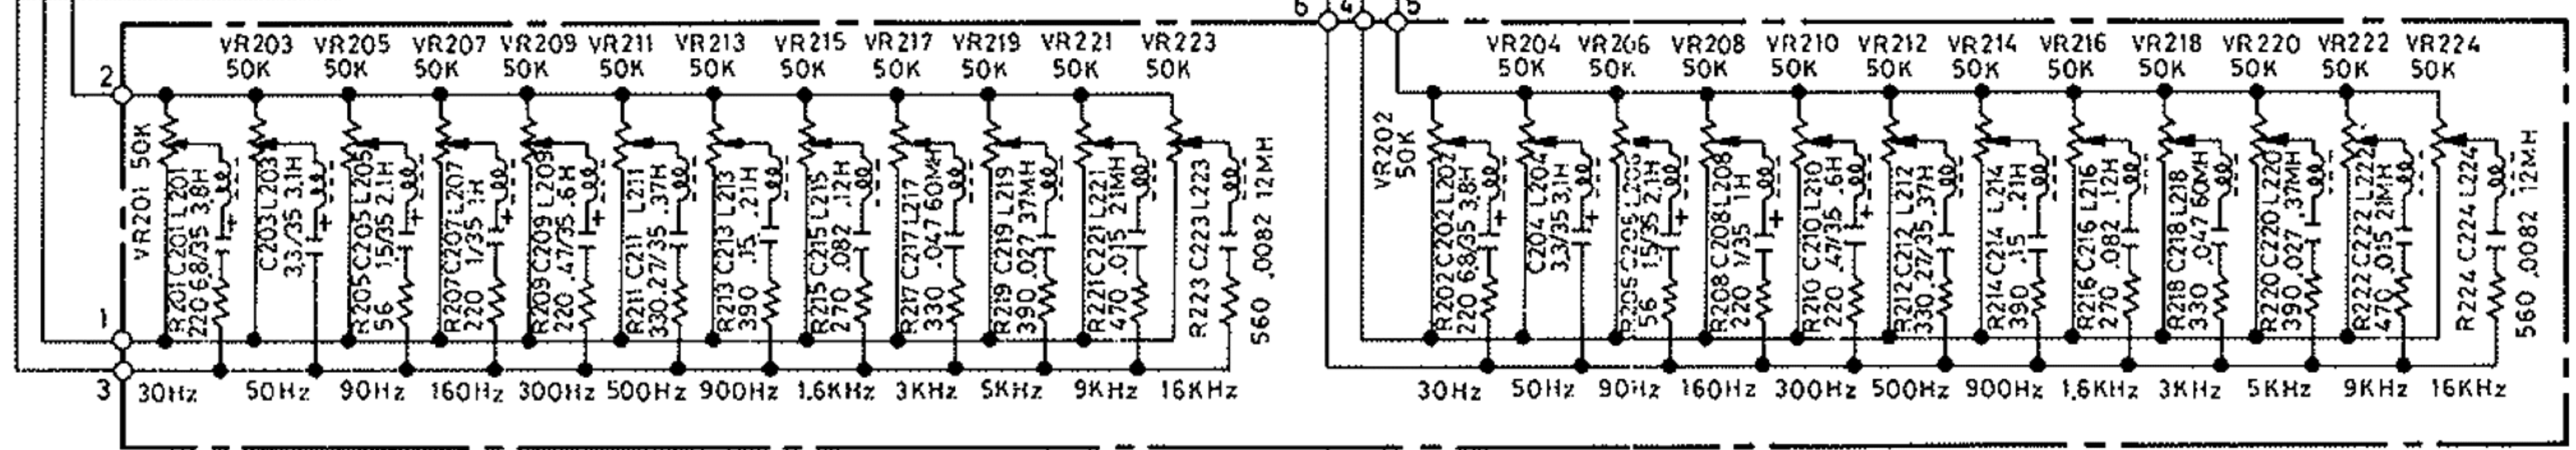 6 4 5
VR203 VR205 VR207 VR209 VR211 VR213 VR215 VR217 VR219 VR221 VR223
50K 50K 50K 50K 50K 50K 50K 50K 50K 50K 50K
VR204 VR206 VR208 VR210 VR212 VR214 VR216 VR218 VR220 VR222 VR224
50K 50K 50K 50K 50K 50K 50K 50K 50K 50K 50K
2
1
3
VR201 50K
R201 C201 L201
220 6.8/35 3.8H
C203 L203
3.3/35 3.1H
R205 C205 L205
56 1.5/35 2.1H
R207 C207 L207
220 1/35 1H
R209 C209 L209
220 .47/35 .6H
R211 C211 L211
330 .27/35 .37H
R213 C213 L213
390 .15 .21H
R215 C215 L215
270 .082 .12H
R217 C217 L217
330 .047 60MH
R219 C219 L219
390 .027 37MH
R221 C221 L221
470 .015 21MH
R223 C223 L223
560 .0082 12MH
30Hz 50Hz 90Hz 160Hz 300Hz 500Hz 900Hz 1.6KHz 3KHz 5KHz 9KHz 16KHz
VR202
50K
R202 C202 L202
220 6.8/35 3.8H
C204 L204
3.3/35 3.1H
R206 C206 L206
56 1.5/35 2.1H
R208 C208 L208
220 1/35 1H
R210 C210 L210
220 .47/35 .6H
R212 C212 L212
330 .27/35 .37H
R214 C214 L214
390 .15 .21H
R216 C216 L216
270 .082 .12H
R218 C218 L218
330 .047 60MH
R220 C220 L220
390 .027 .37MH
R222 C222 L222
470 .015 21MH
R224 C224 L224
560 .0082 12MH
30Hz 50Hz 90Hz 160Hz 300Hz 500Hz 900Hz 1.6KHz 3KHz 5KHz 9KHz 16KHz